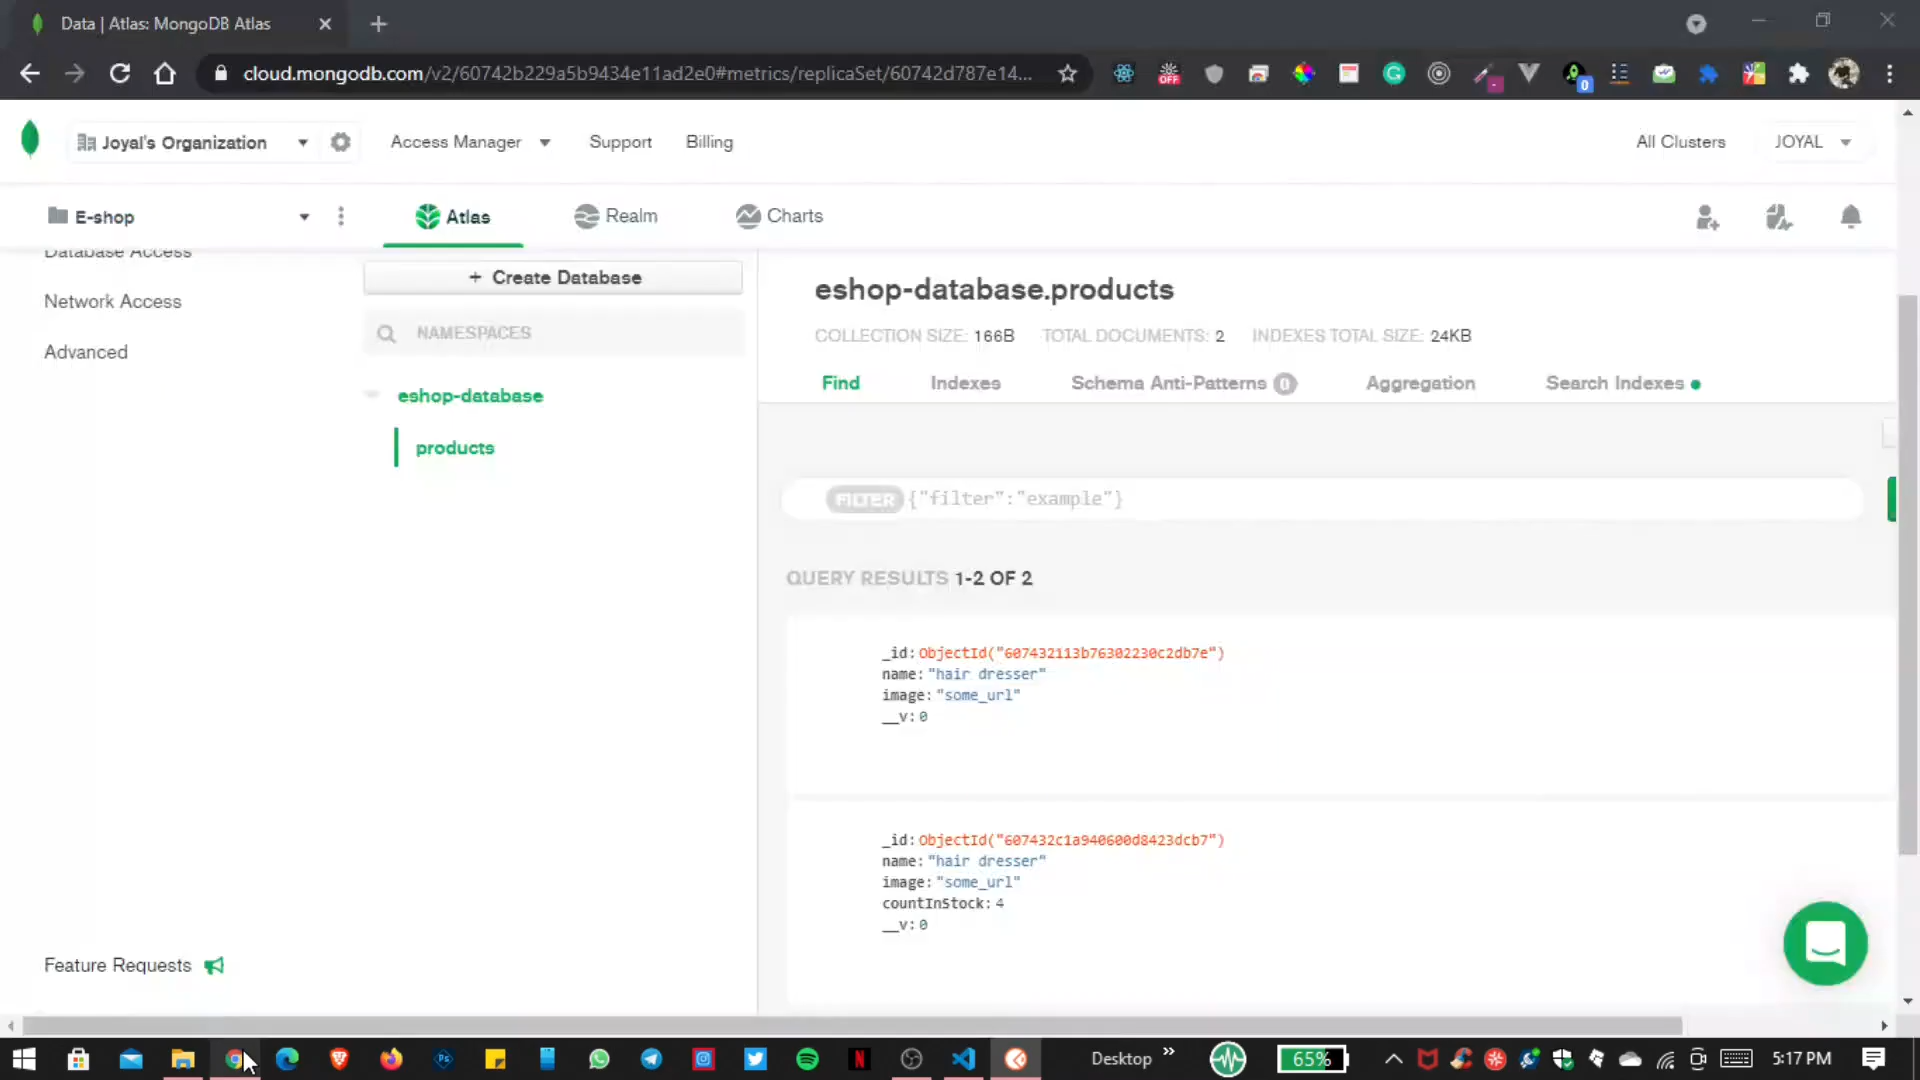 Data | Atlas: MongoDB Atlas
cloud.mongodb.com/v2/60742b229a5b9434e11ad2e0#metrics/replicaSet/60742d787e14...
OFF
0
Joyal's Organization
Access Manager
Support
Billing
All Clusters
JOYAL
E-shop
Atlas
Realm
Charts
Database Access
Network Access
Advanced
Feature Requests
+ Create Database
NAMESPACES
eshop-database
products
eshop-database.products
COLLECTION SIZE: 166B TOTAL DOCUMENTS: 2 INDEXES TOTAL SIZE: 24KB
Find
Indexes
Schema Anti-Patterns 0
Aggregation
Search Indexes
FILTER {"filter":"example"}
QUERY RESULTS 1-2 OF 2
_id:ObjectId("607432113b76302230c2db7e")
name:"hair dresser"
image:"some_url"
__v:0
_id:ObjectId("607432c1a940600d8423dcb7")
name:"hair dresser"
image:"some_url"
countInStock:4
__v:0
Desktop
65%
5:17 PM